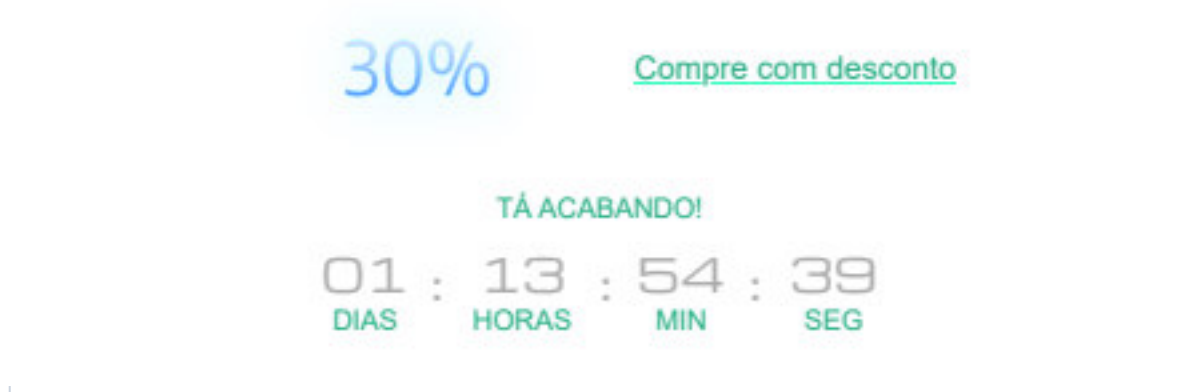 30% Compre com desconto
TÁ ACABANDO!
01 : 13 : 54 : 39
DIAS HORAS MIN SEG